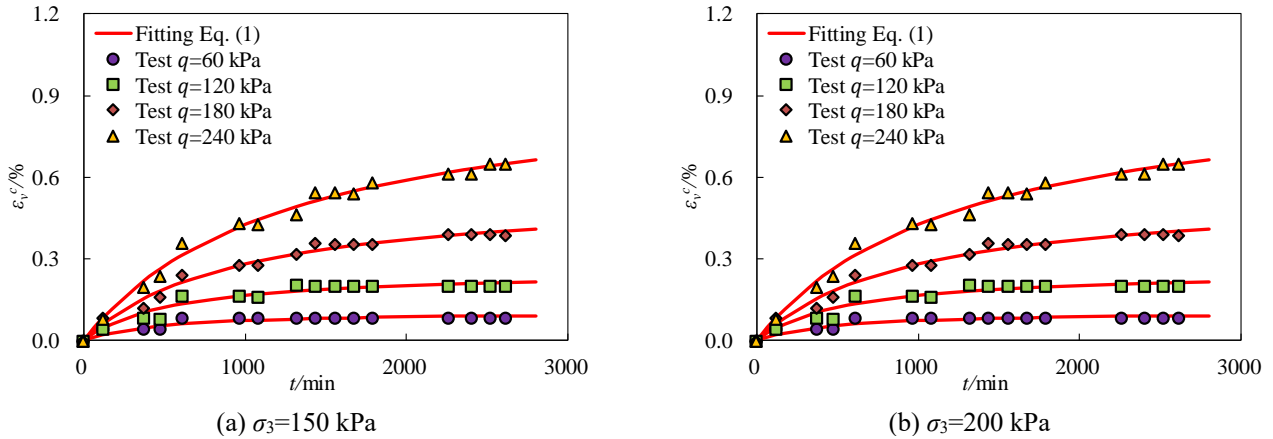 1.2
0.9
0.6
0.3
0.0
εᵥᶜ/%
Fitting Eq. (1)
Test q=60 kPa
Test q=120 kPa
Test q=180 kPa
Test q=240 kPa
0 1000 2000 3000
t/min
(a) σ₃=150 kPa
1.2
0.9
0.6
0.3
0.0
εᵥᶜ/%
Fitting Eq. (1)
Test q=60 kPa
Test q=120 kPa
Test q=180 kPa
Test q=240 kPa
0 1000 2000 3000
t/min
(b) σ₃=200 kPa